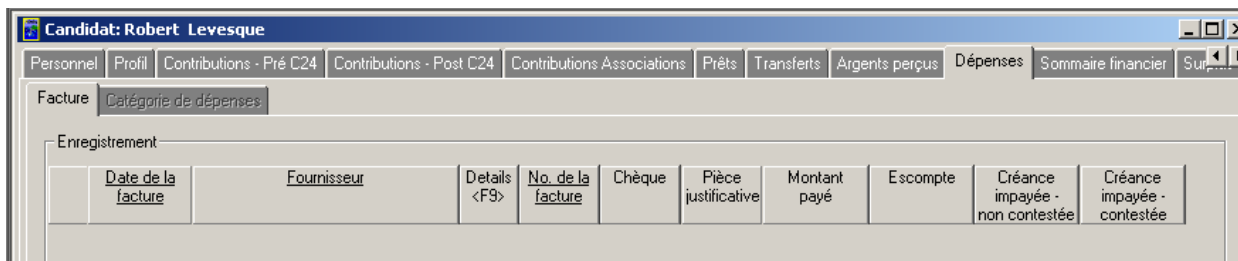 Candidat: Robert Levesque
Personnel Profil Contributions - Pré C24 Contributions - Post C24 Contributions Associations Prêts Transferts Argents perçus Dépenses Sommaire financier
Facture Catégorie de dépenses
Enregistrement
Date de la facture Fournisseur Details <F9> No. de la facture Chèque Pièce justificative Montant payé Escompte Créance impayée - non contestée Créance impayée - contestée